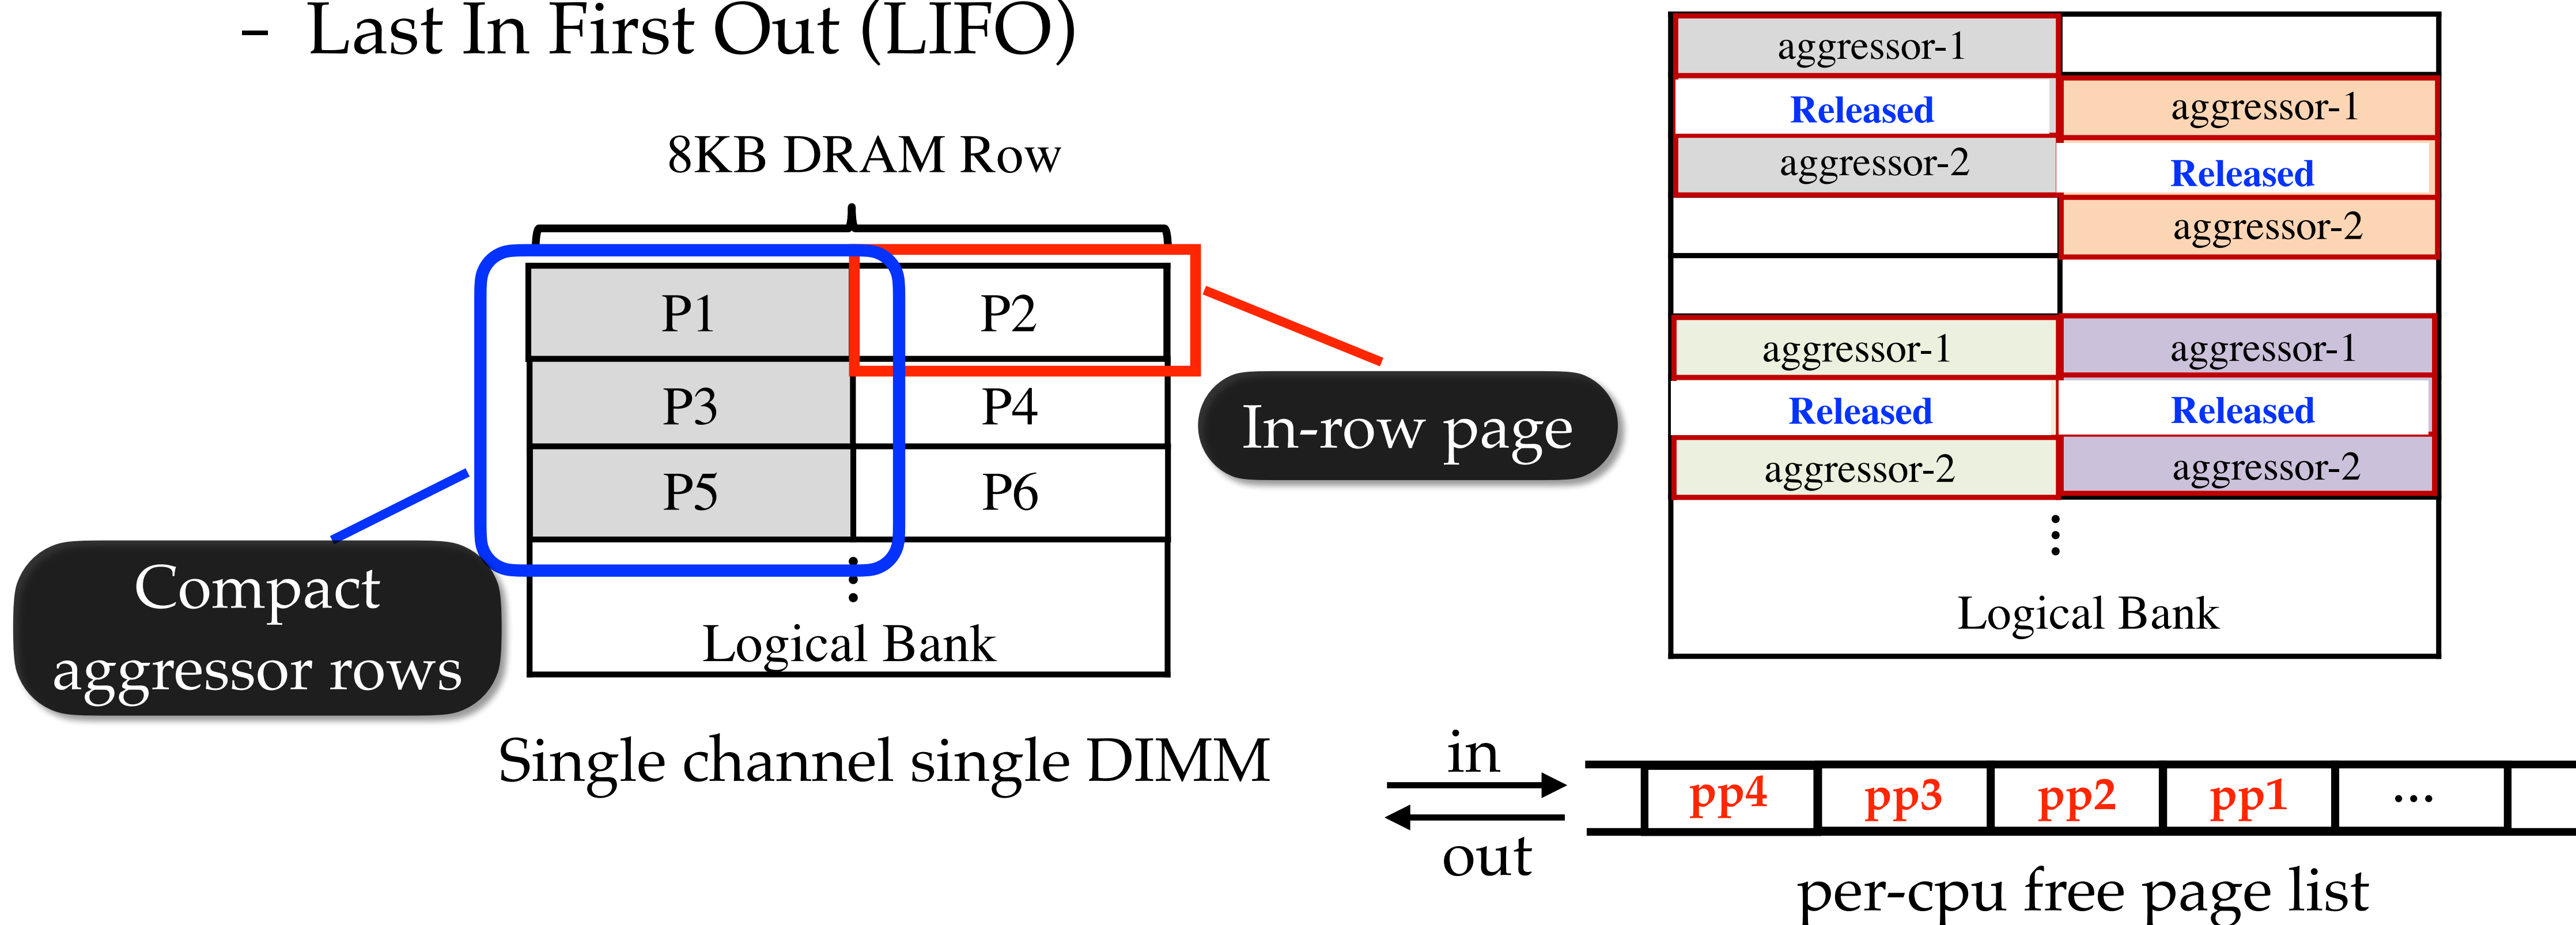 - Last In First Out (LIFO)
8KB DRAM Row
P1 P2
P3 P4
P5 P6
⋮
Logical Bank
In-row page
Compact
aggressor rows
Single channel single DIMM
aggressor-1
Released aggressor-1
aggressor-2 Released
aggressor-2
aggressor-1 aggressor-1
Released Released
aggressor-2 aggressor-2
⋮
Logical Bank
in
out
pp4 pp3 pp2 pp1 ...
per-cpu free page list